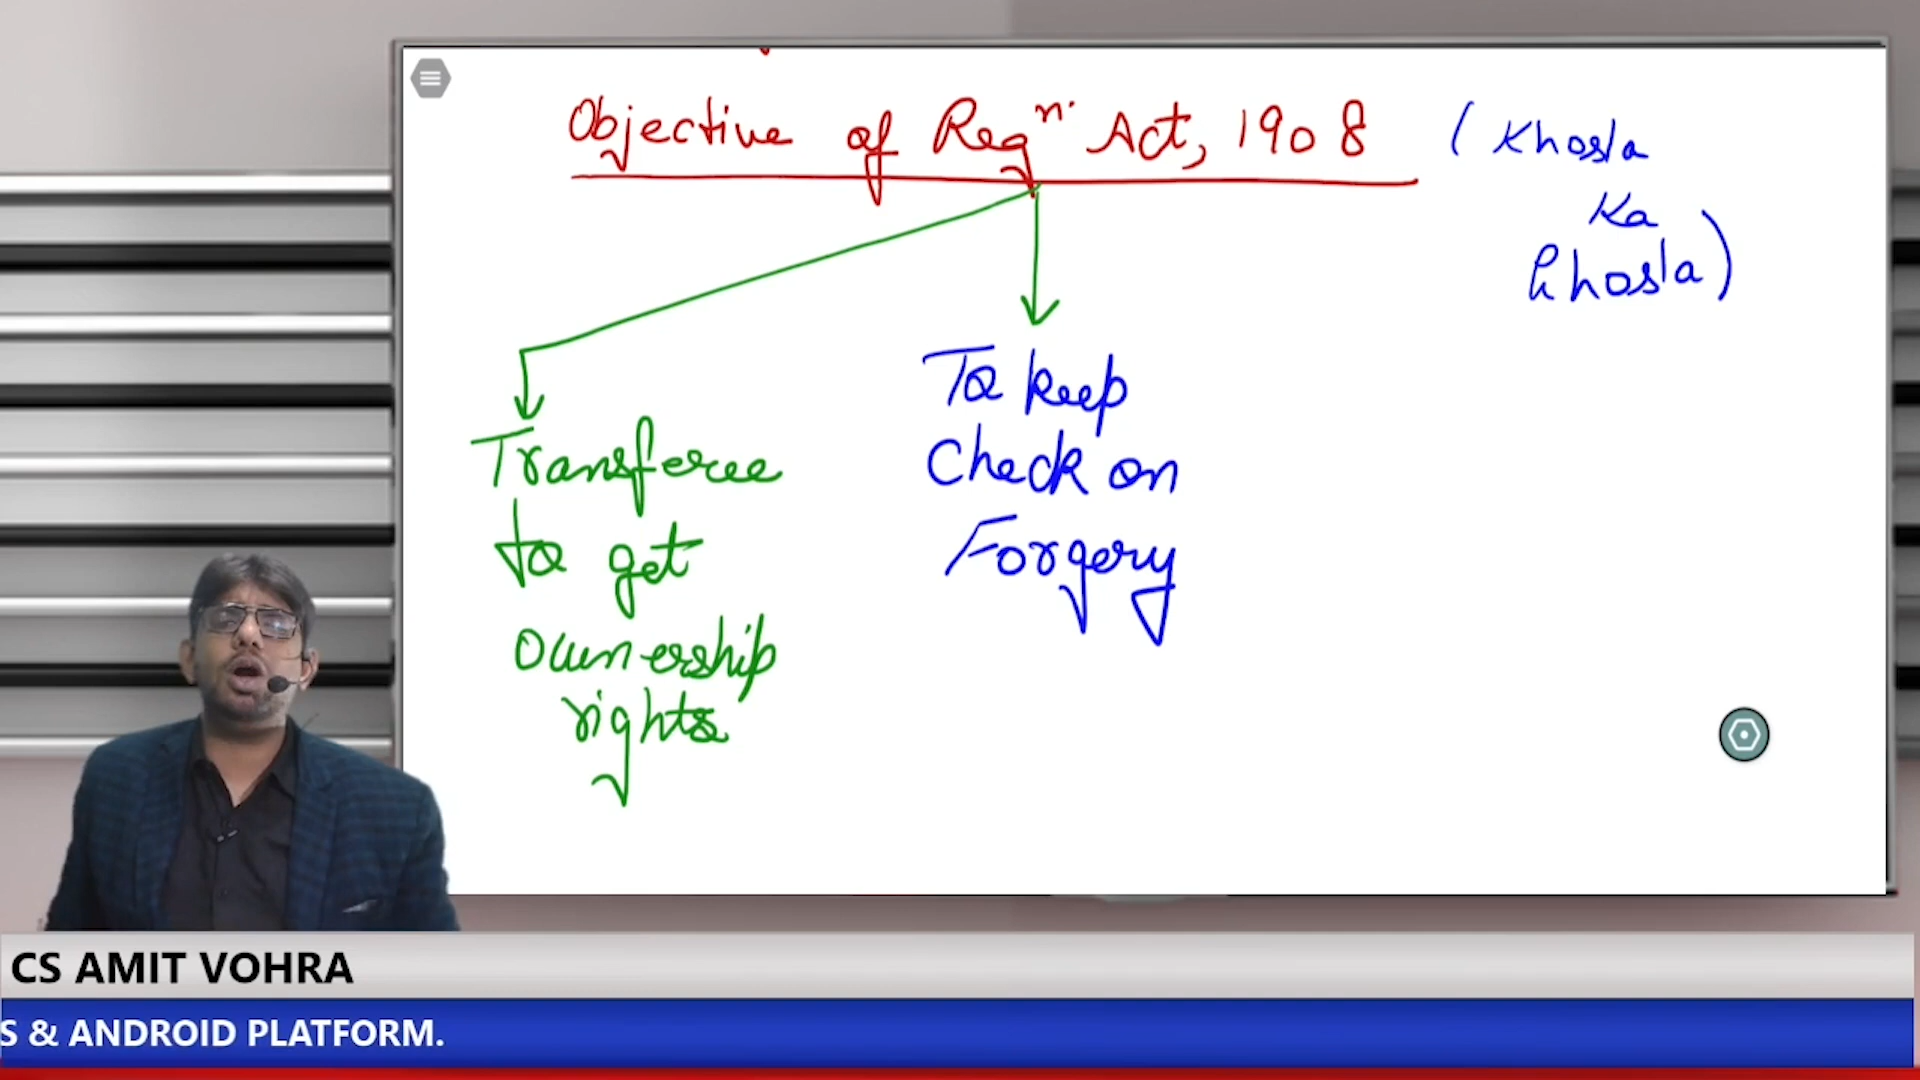 Objective of Regn. Act, 1908 (Khosla
Ka
Ghosla)
Transferee
to get
Ownership
rights
To keep
Check on
Forgery
CS AMIT VOHRA
S & ANDROID PLATFORM.